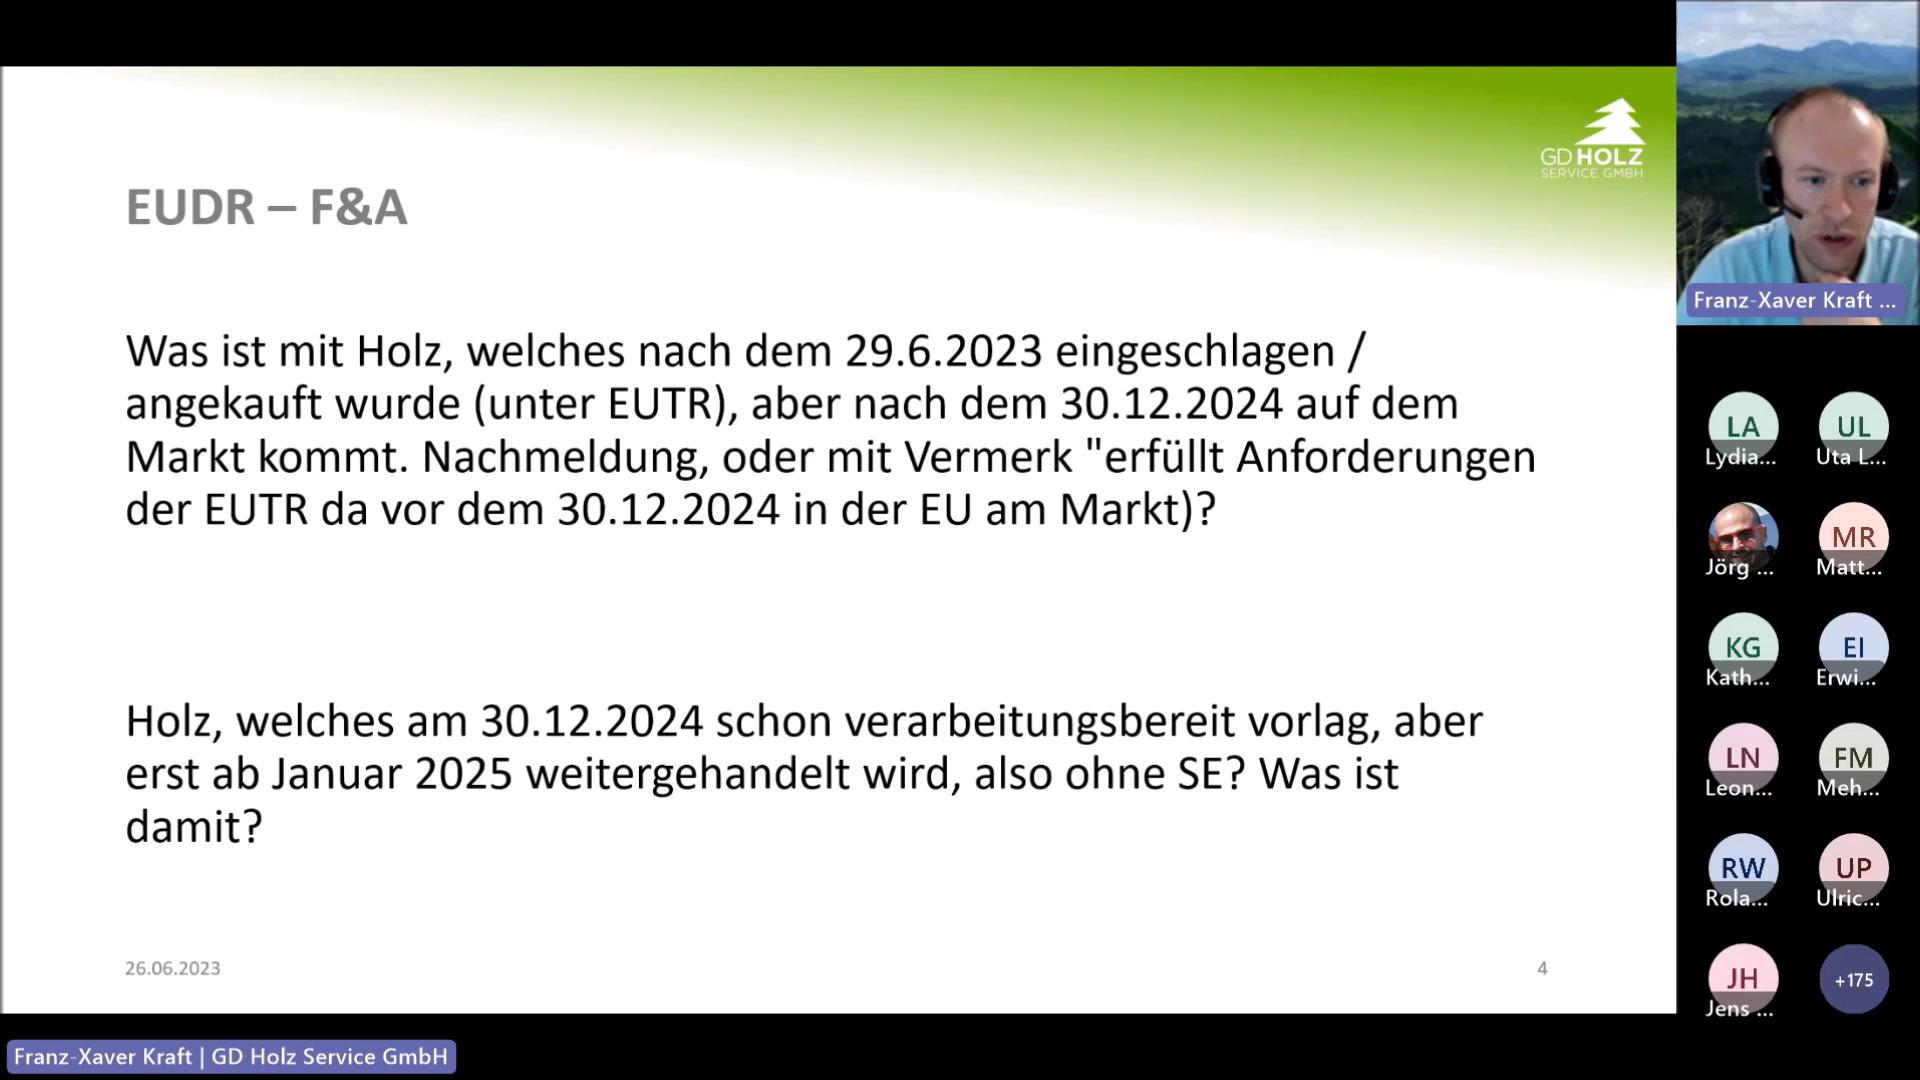 GD HOLZ
SERVICE GMBH
EUDR – F&A
Was ist mit Holz, welches nach dem 29.6.2023 eingeschlagen /
angekauft wurde (unter EUTR), aber nach dem 30.12.2024 auf dem
Markt kommt. Nachmeldung, oder mit Vermerk "erfüllt Anforderungen
der EUTR da vor dem 30.12.2024 in der EU am Markt)?
Holz, welches am 30.12.2024 schon verarbeitungsbereit vorlag, aber
erst ab Januar 2025 weitergehandelt wird, also ohne SE? Was ist
damit?
26.06.2023
4
Franz-Xaver Kraft | GD Holz Service GmbH
Franz-Xaver Kraft ...
LA
Lydia...
UL
Uta L...
Jörg ...
MR
Matt...
KG
Kath...
EI
Erwi...
LN
Leon...
FM
Meh...
RW
Rola...
UP
Ulric...
JH
Jens ...
+175